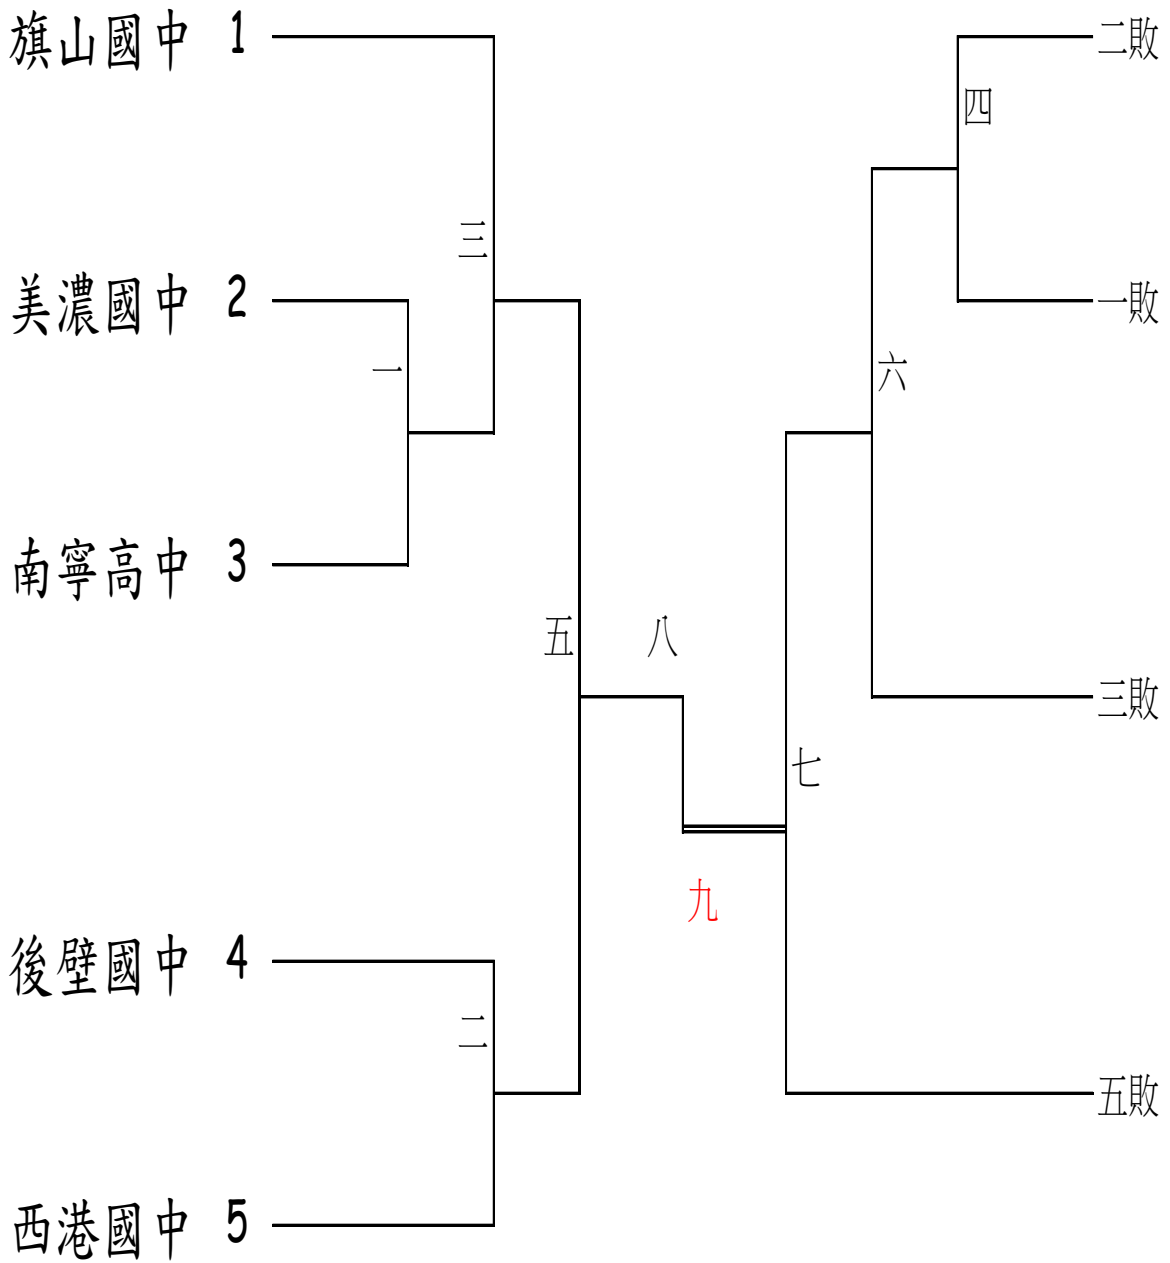 旗山國中 1
二敗
四
三
美濃國中 2
一敗
一
六
南寧高中 3
五
八
三敗
七
九
後壁國中 4
二
五敗
西港國中 5